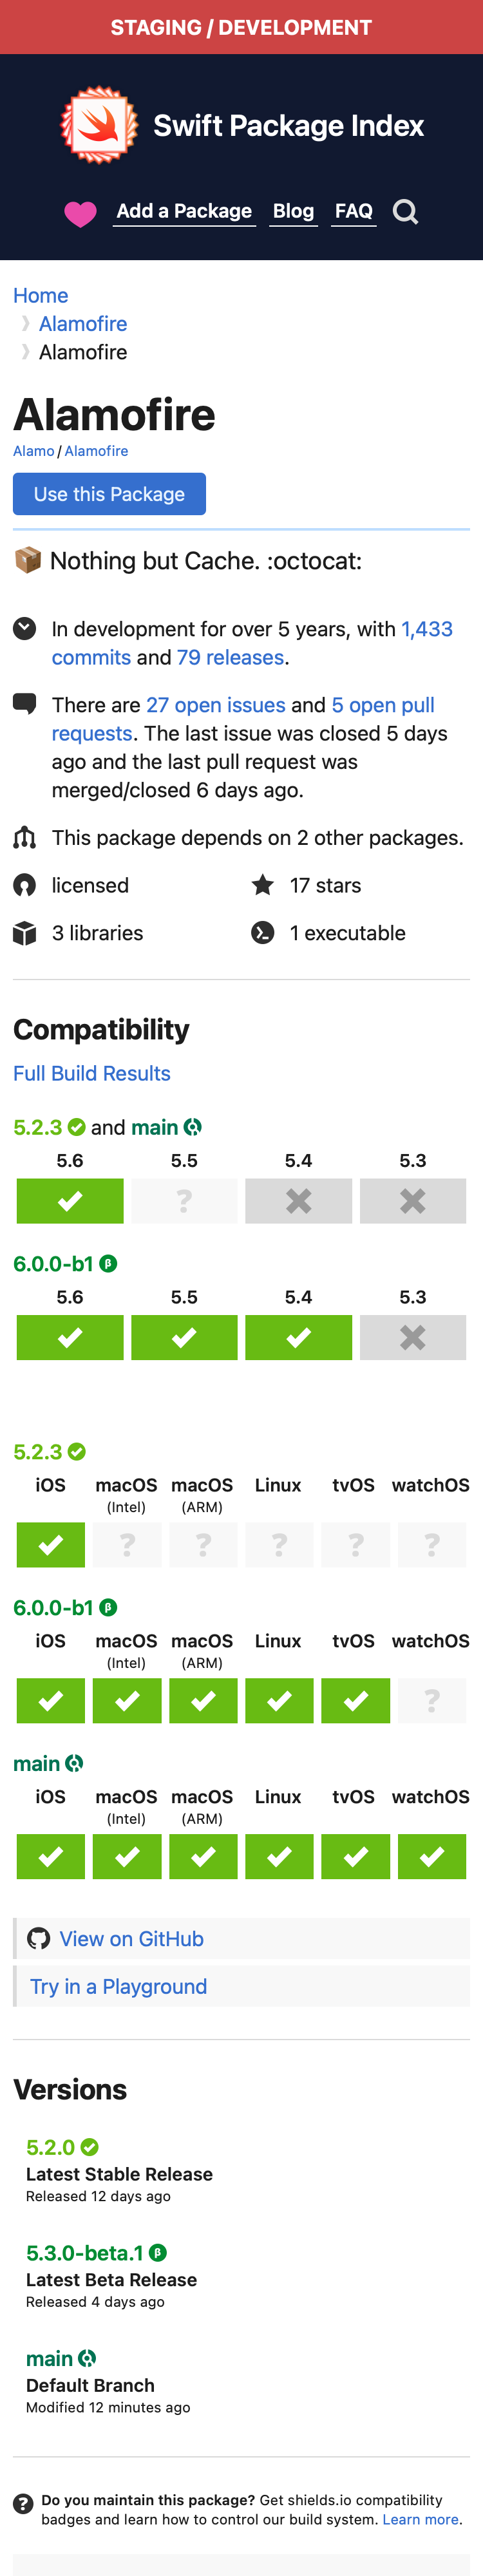 STAGING / DEVELOPMENT
Swift Package Index
Add a Package Blog FAQ
Home
Alamofire
Alamofire
Alamofire
Alamo / Alamofire
Use this Package
📦 Nothing but Cache. :octocat:
In development for over 5 years, with 1,433
commits and 79 releases.
There are 27 open issues and 5 open pull
requests. The last issue was closed 5 days
ago and the last pull request was
merged/closed 6 days ago.
This package depends on 2 other packages.
licensed 17 stars
3 libraries 1 executable
Compatibility
Full Build Results
5.2.3 and main
5.6 5.5 5.4 5.3
?
6.0.0-b1 β
5.6 5.5 5.4 5.3
5.2.3
iOS macOS macOS Linux tvOS watchOS
(Intel) (ARM)
? ? ? ? ?
6.0.0-b1 β
iOS macOS macOS Linux tvOS watchOS
(Intel) (ARM)
?
main
iOS macOS macOS Linux tvOS watchOS
(Intel) (ARM)
View on GitHub
Try in a Playground
Versions
5.2.0
Latest Stable Release
Released 12 days ago
5.3.0-beta.1 β
Latest Beta Release
Released 4 days ago
main
Default Branch
Modified 12 minutes ago
Do you maintain this package? Get shields.io compatibility
badges and learn how to control our build system. Learn more.